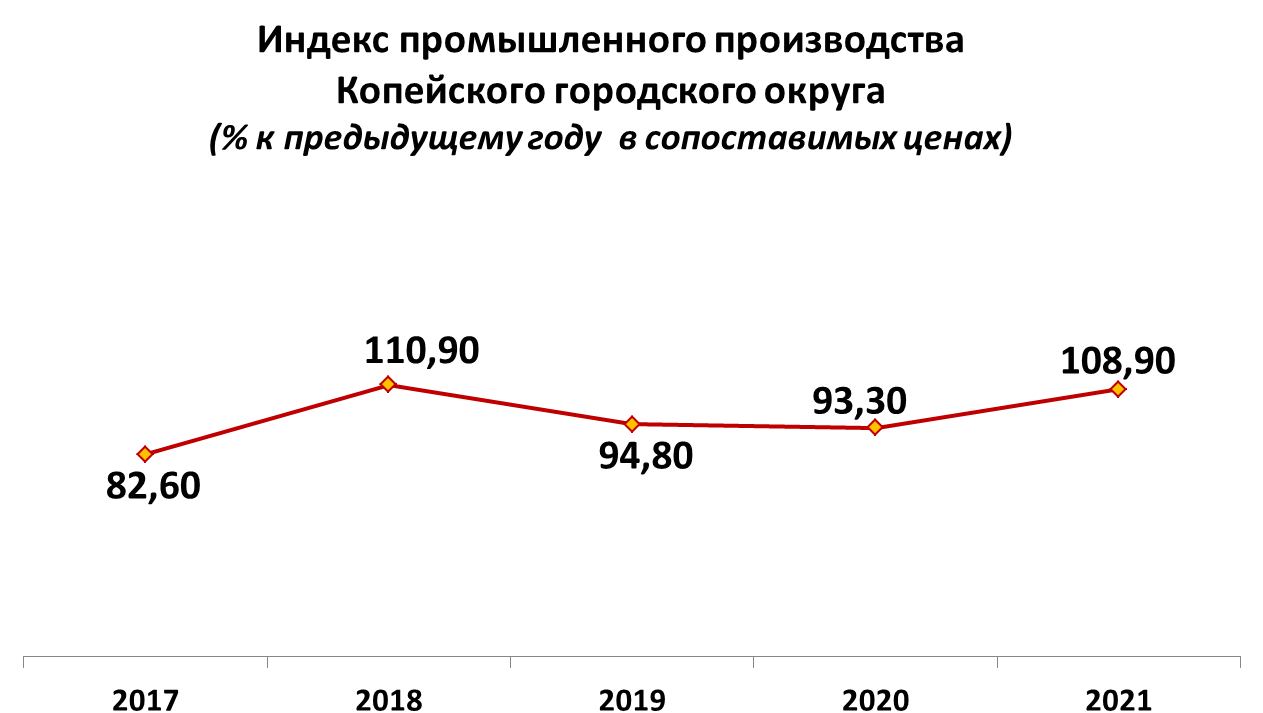 Индекс промышленного производства
Копейского городского округа
(% к предыдущему году в сопоставимых ценах)
110,90
108,90
93,30
94,80
82,60
2017 2018 2019 2020 2021